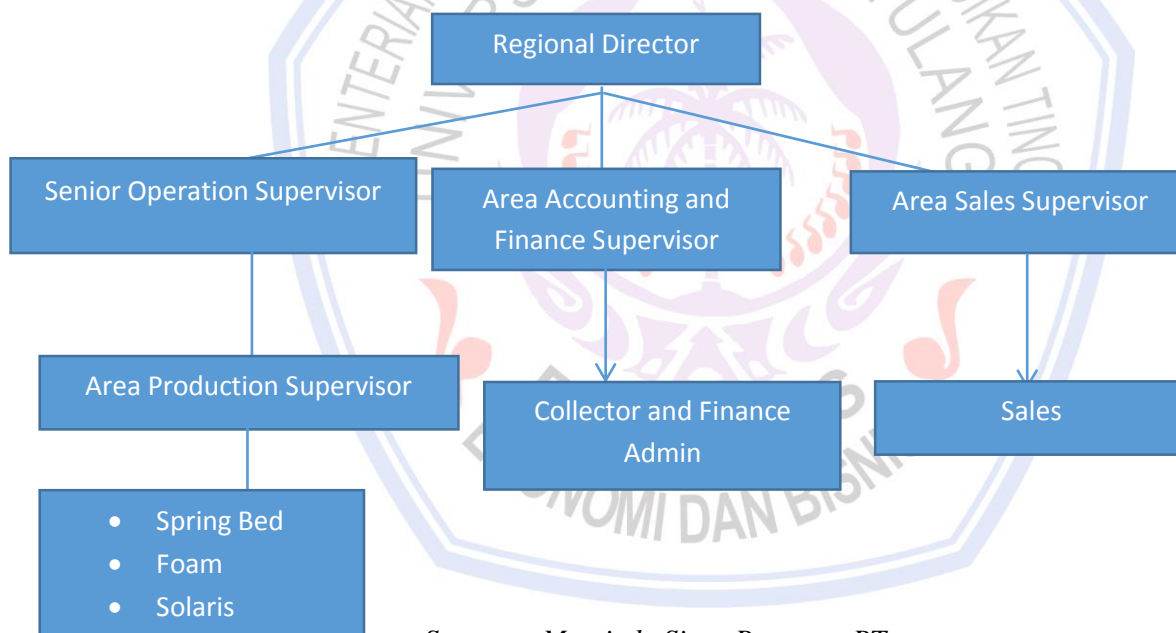 Regional Director
Senior Operation Supervisor
Area Accounting and
Finance Supervisor
Area Sales Supervisor
Area Production Supervisor
Collector and Finance
Admin
Sales
• Spring Bed
• Foam
• Solaris
DAN